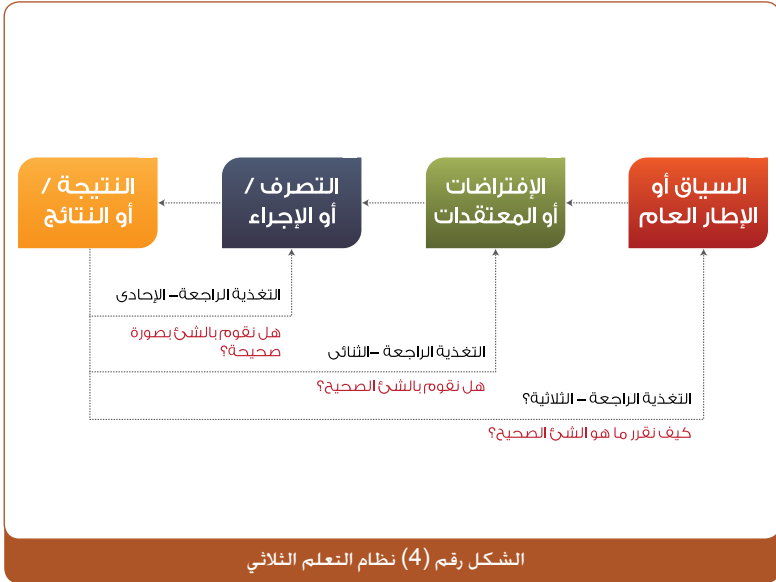 السياق أو
الإطار العام
الإفتراضات
أو المعتقدات
التصرف /
أو الإجراء
النتيجة /
أو النتائج
التغذية الراجعة – الإحادى
هل نقوم بالشئ بصورة
صحيحة؟
التغذية الراجعة –الثنائى
هل نقوم بالشئ الصحيح؟
التغذية الراجعة – الثلاثية؟
كيف نقرر ما هو الشئ الصحيح؟
الشكل رقم (4) نظام التعلم الثلاثي